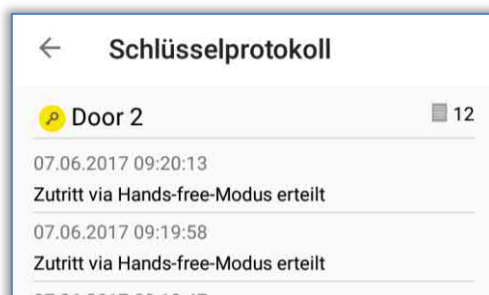 Schlüsselprotokoll
Door 2 12
07.06.2017 09:20:13
Zutritt via Hands-free-Modus erteilt
07.06.2017 09:19:58
Zutritt via Hands-free-Modus erteilt